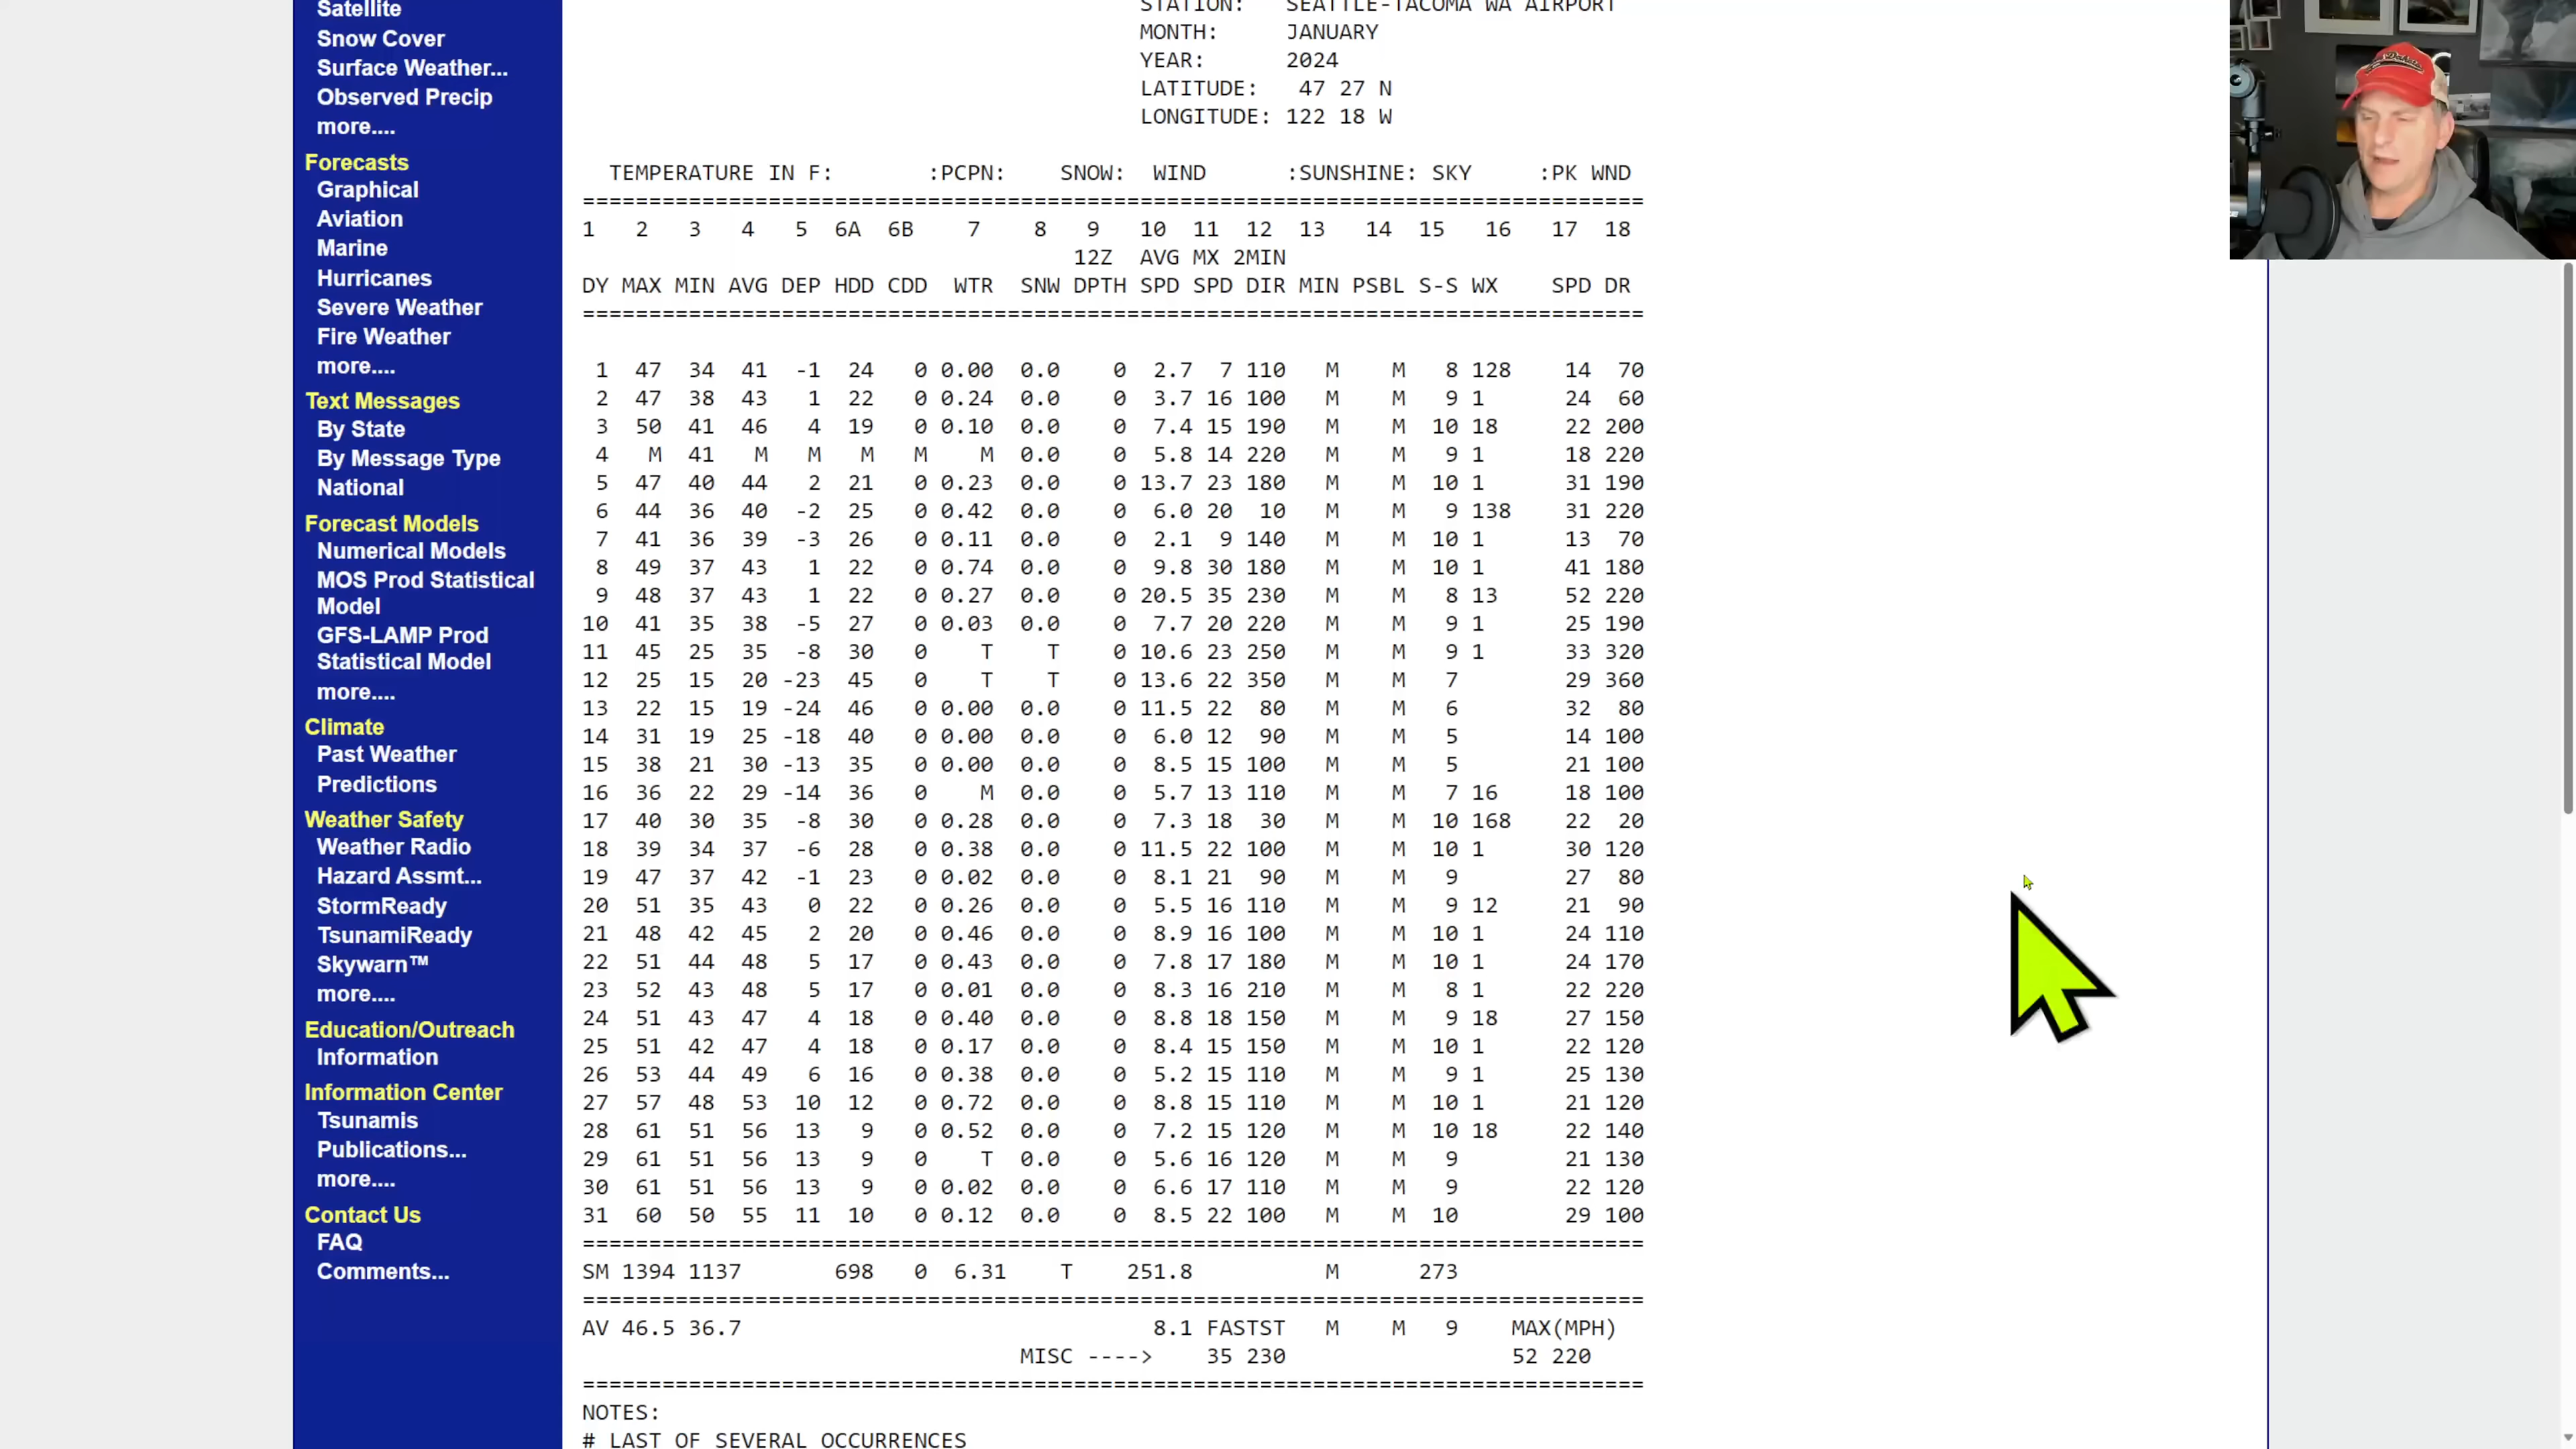 Satellite
Snow Cover
Surface Weather...
Observed Precip
more....
Forecasts
Graphical
Aviation
Marine
Hurricanes
Severe Weather
Fire Weather
more....
Text Messages
By State
By Message Type
National
Forecast Models
Numerical Models
MOS Prod Statistical
Model
GFS-LAMP Prod
Statistical Model
more....
Climate
Past Weather
Predictions
Weather Safety
Weather Radio
Hazard Assmt...
StormReady
TsunamiReady
Skywarn™
more....
Education/Outreach
Information
Information Center
Tsunamis
Publications...
more....
Contact Us
FAQ
Comments...
STATION: SEATTLE-TACOMA WA AIRPORT
MONTH: JANUARY
YEAR: 2024
LATITUDE: 47 27 N
LONGITUDE: 122 18 W
TEMPERATURE IN F: :PCPN: SNOW: WIND :SUNSHINE: SKY :PK WND
================================================================================
1 2 3 4 5 6A 6B 7 8 9 10 11 12 13 14 15 16 17 18
12Z AVG MX 2MIN
DY MAX MIN AVG DEP HDD CDD WTR SNW DPTH SPD SPD DIR MIN PSBL S-S WX SPD DR
================================================================================
1 47 34 41 -1 24 0 0.00 0.0 0 2.7 7 110 M M 8 128 14 70
2 47 38 43 1 22 0 0.24 0.0 0 3.7 16 100 M M 9 1 24 60
3 50 41 46 4 19 0 0.10 0.0 0 7.4 15 190 M M 10 18 22 200
4 M 41 M M M M M 0.0 0 5.8 14 220 M M 9 1 18 220
5 47 40 44 2 21 0 0.23 0.0 0 13.7 23 180 M M 10 1 31 190
6 44 36 40 -2 25 0 0.42 0.0 0 6.0 20 10 M M 9 138 31 220
7 41 36 39 -3 26 0 0.11 0.0 0 2.1 9 140 M M 10 1 13 70
8 49 37 43 1 22 0 0.74 0.0 0 9.8 30 180 M M 10 1 41 180
9 48 37 43 1 22 0 0.27 0.0 0 20.5 35 230 M M 8 13 52 220
10 41 35 38 -5 27 0 0.03 0.0 0 7.7 20 220 M M 9 1 25 190
11 45 25 35 -8 30 0 T T 0 10.6 23 250 M M 9 1 33 320
12 25 15 20 -23 45 0 T T 0 13.6 22 350 M M 7 29 360
13 22 15 19 -24 46 0 0.00 0.0 0 11.5 22 80 M M 6 32 80
14 31 19 25 -18 40 0 0.00 0.0 0 6.0 12 90 M M 5 14 100
15 38 21 30 -13 35 0 0.00 0.0 0 8.5 15 100 M M 5 21 100
16 36 22 29 -14 36 0 M 0.0 0 5.7 13 110 M M 7 16 18 100
17 40 30 35 -8 30 0 0.28 0.0 0 7.3 18 30 M M 10 168 22 20
18 39 34 37 -6 28 0 0.38 0.0 0 11.5 22 100 M M 10 1 30 120
19 47 37 42 -1 23 0 0.02 0.0 0 8.1 21 90 M M 9 27 80
20 51 35 43 0 22 0 0.26 0.0 0 5.5 16 110 M M 9 12 21 90
21 48 42 45 2 20 0 0.46 0.0 0 8.9 16 100 M M 10 1 24 110
22 51 44 48 5 17 0 0.43 0.0 0 7.8 17 180 M M 10 1 24 170
23 52 43 48 5 17 0 0.01 0.0 0 8.3 16 210 M M 8 1 22 220
24 51 43 47 4 18 0 0.40 0.0 0 8.8 18 150 M M 9 18 27 150
25 51 42 47 4 18 0 0.17 0.0 0 8.4 15 150 M M 10 1 22 120
26 53 44 49 6 16 0 0.38 0.0 0 5.2 15 110 M M 9 1 25 130
27 57 48 53 10 12 0 0.72 0.0 0 8.8 15 110 M M 10 1 21 120
28 61 51 56 13 9 0 0.52 0.0 0 7.2 15 120 M M 10 18 22 140
29 61 51 56 13 9 0 T 0.0 0 5.6 16 120 M M 9 21 130
30 61 51 56 13 9 0 0.02 0.0 0 6.6 17 110 M M 9 22 120
31 60 50 55 11 10 0 0.12 0.0 0 8.5 22 100 M M 10 29 100
================================================================================
SM 1394 1137 698 0 6.31 T 251.8 M 273
================================================================================
AV 46.5 36.7 8.1 FASTST M M 9 MAX(MPH)
MISC ----> 35 230 52 220
================================================================================
NOTES:
# LAST OF SEVERAL OCCURRENCES